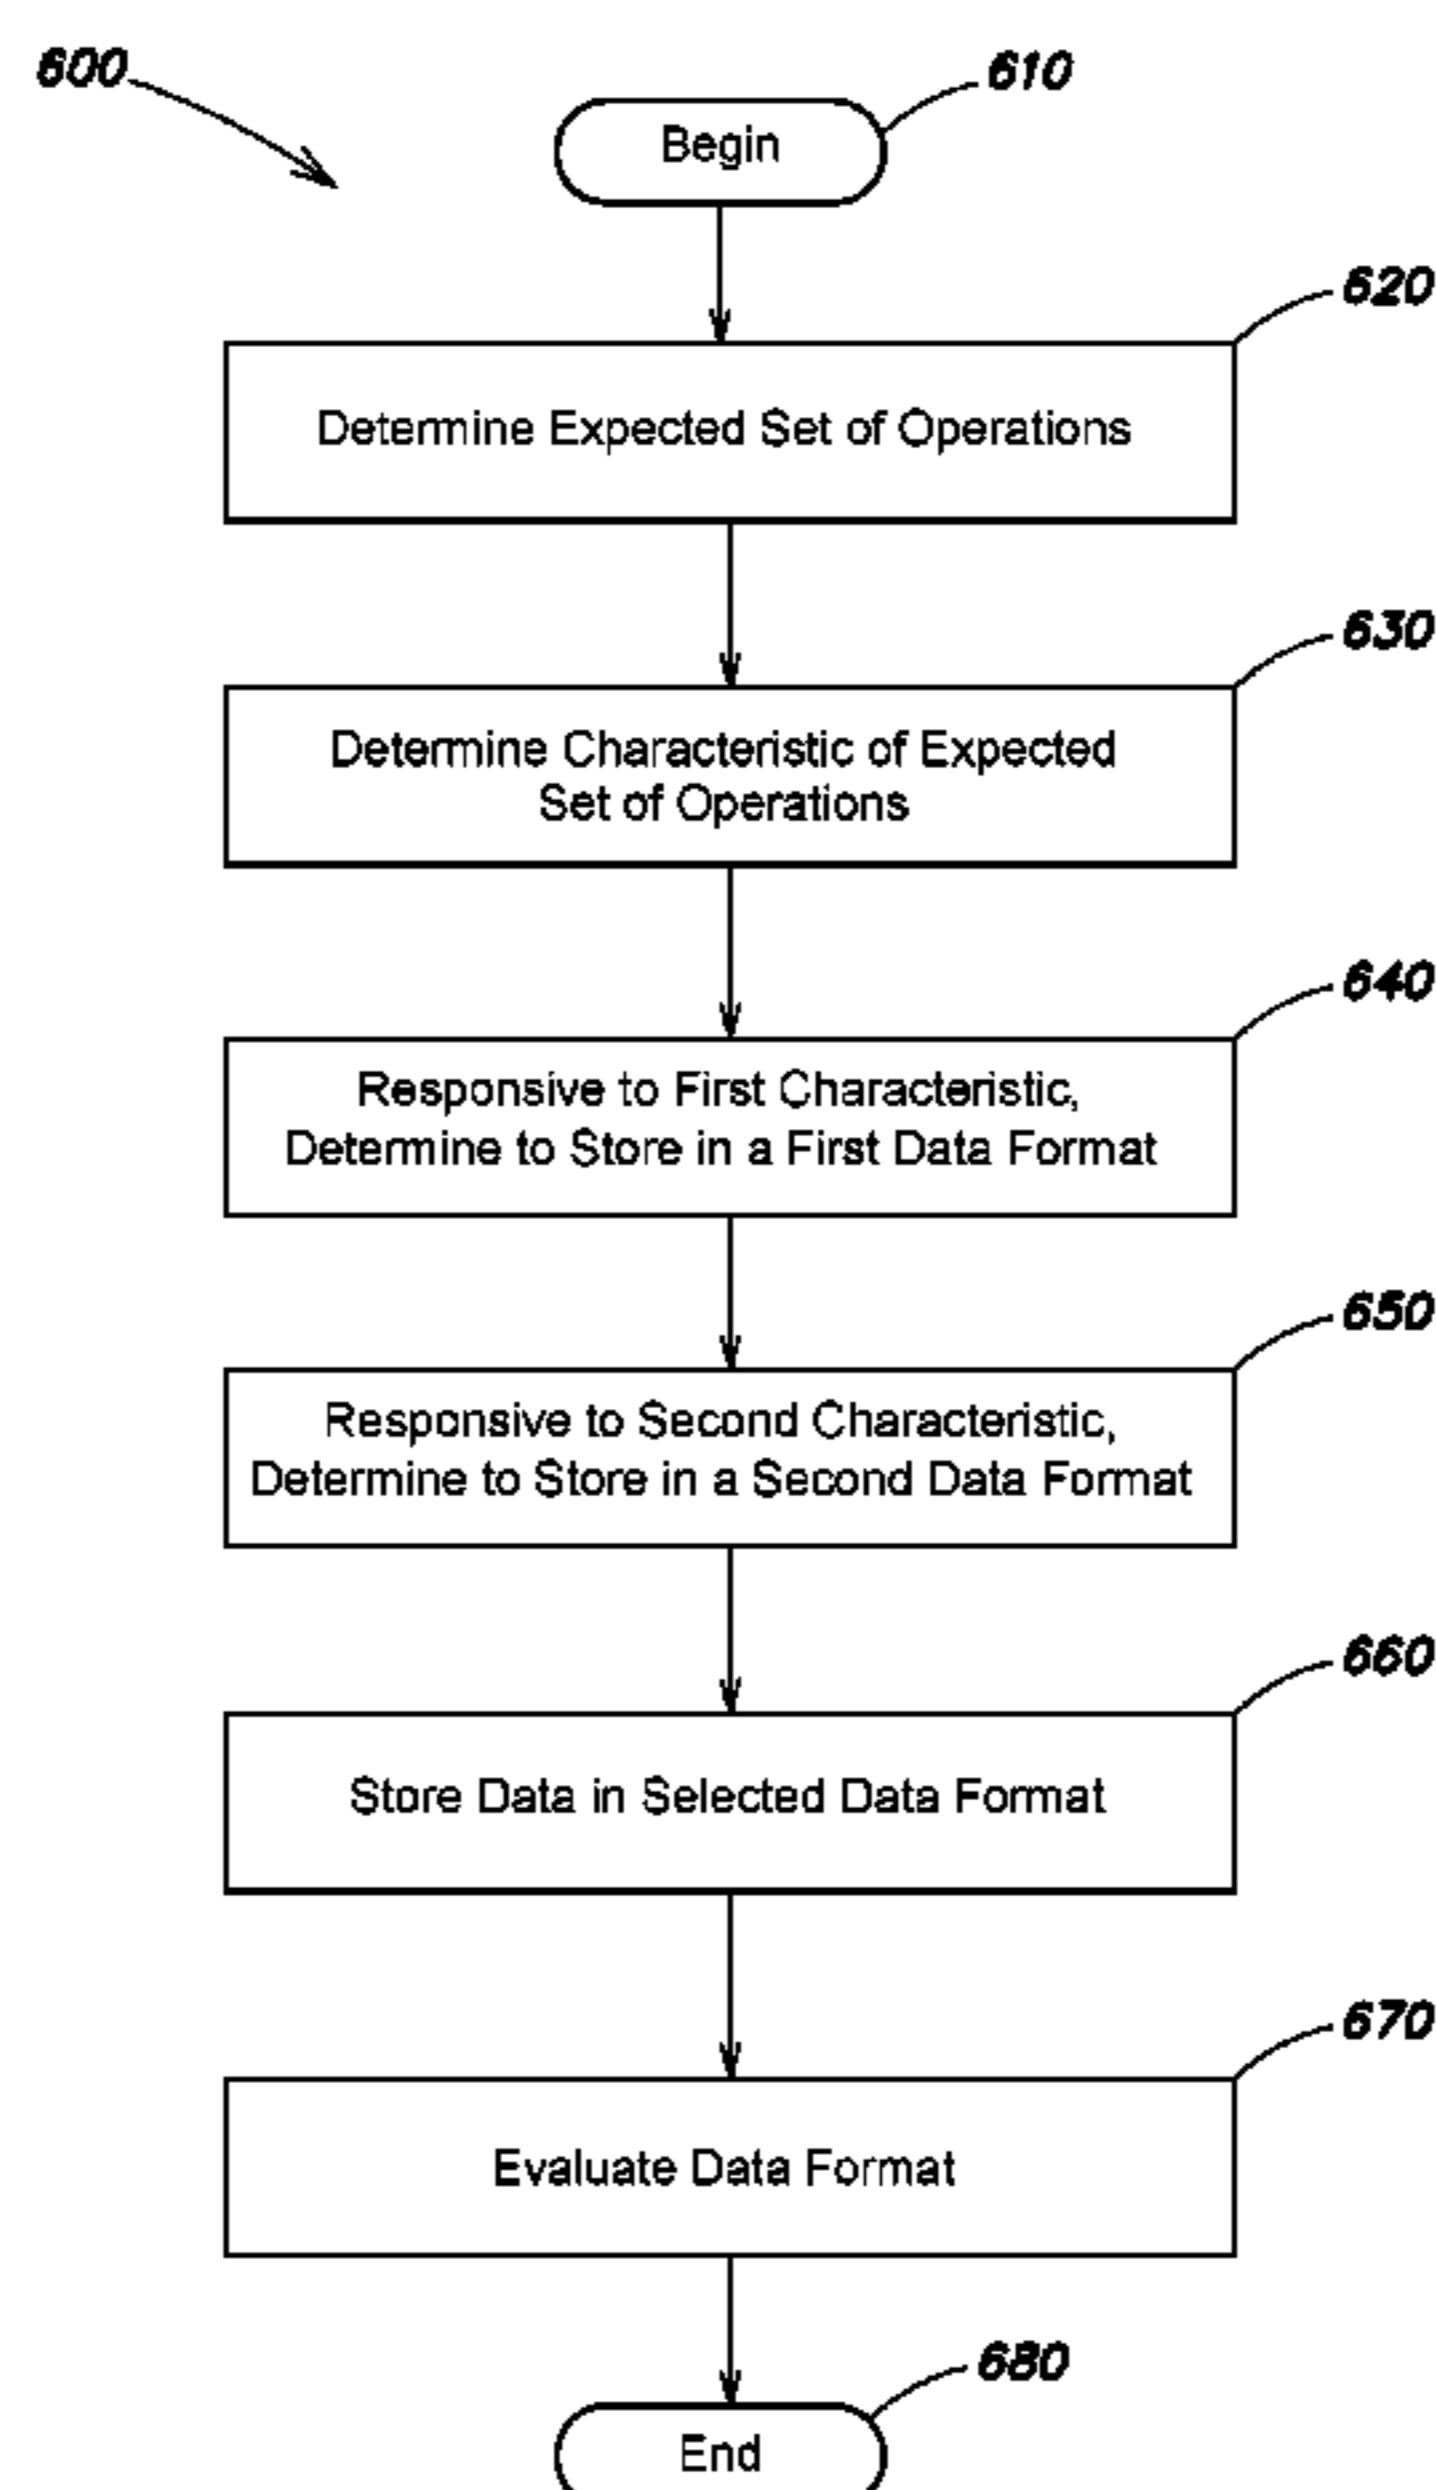 600
610
Begin
620
Determine Expected Set of Operations
630
Determine Characteristic of Expected
Set of Operations
640
Responsive to First Characteristic,
Determine to Store in a First Data Format
650
Responsive to Second Characteristic,
Determine to Store in a Second Data Format
660
Store Data in Selected Data Format
670
Evaluate Data Format
680
End